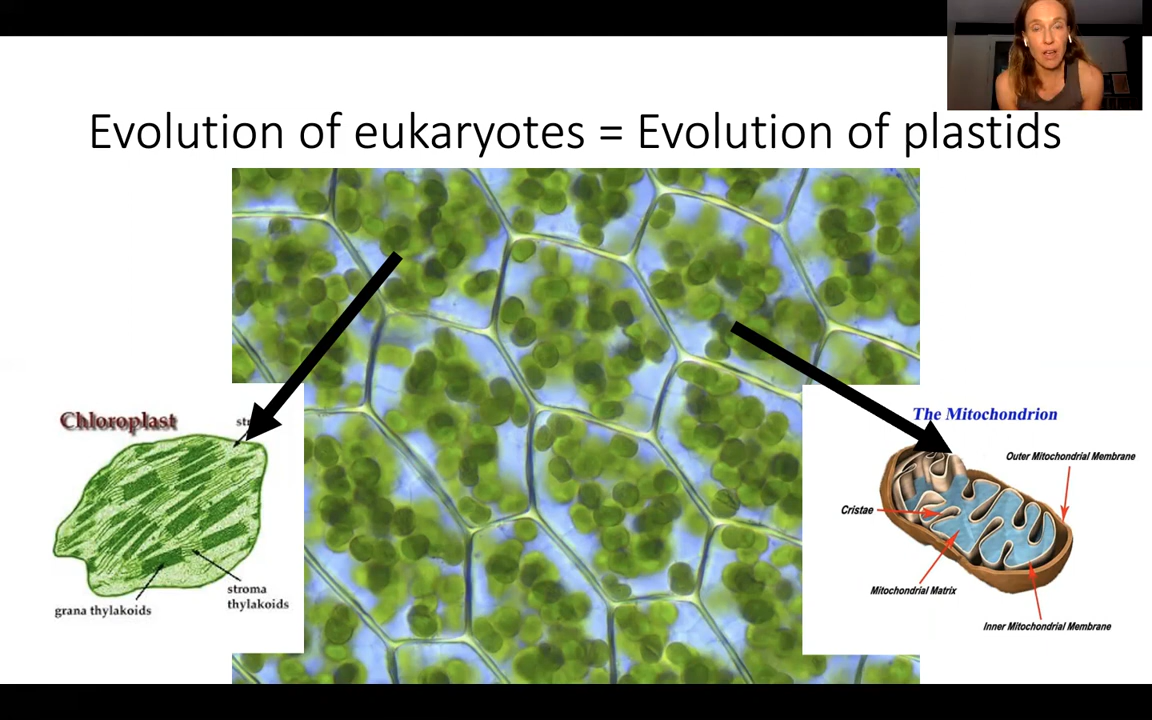 Evolution of eukaryotes = Evolution of plastids
Chloroplast
stroma
thylakoids
grana thylakoids
The Mitochondrion
Outer Mitochondrial Membrane
Cristae
Mitochondrial Matrix
Inner Mitochondrial Membrane